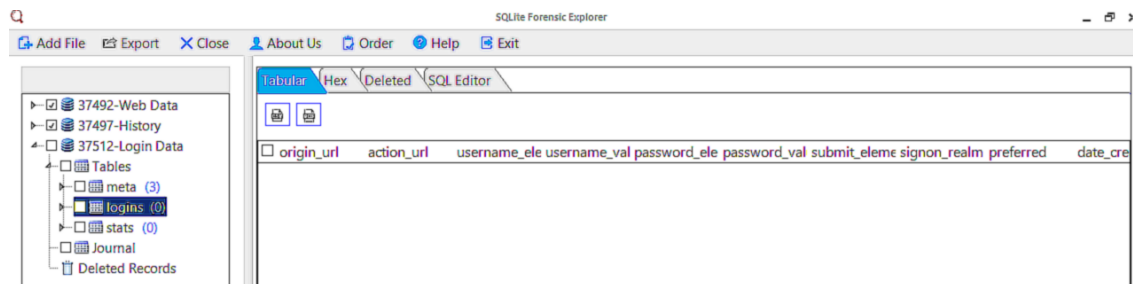 SQLite Forensic Explorer
Add File Export Close About Us Order Help Exit
Tabular Hex Deleted SQL Editor
37492-Web Data
37497-History
37512-Login Data
Tables
meta (3)
logins (0)
stats (0)
Journal
Deleted Records
origin_url action_url username_ele username_val password_ele password_val submit_eleme signon_realm preferred date_cre